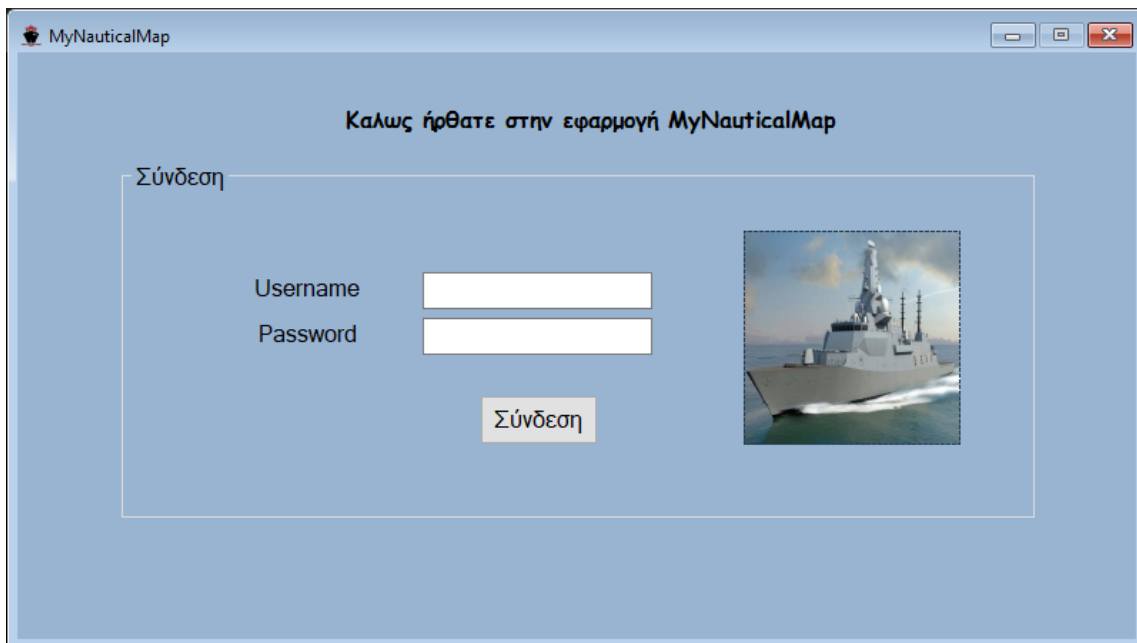 MyNauticalMap
Καλως ήρθατε στην εφαρμογή MyNauticalMap
Σύνδεση
Username
Password
Σύνδεση